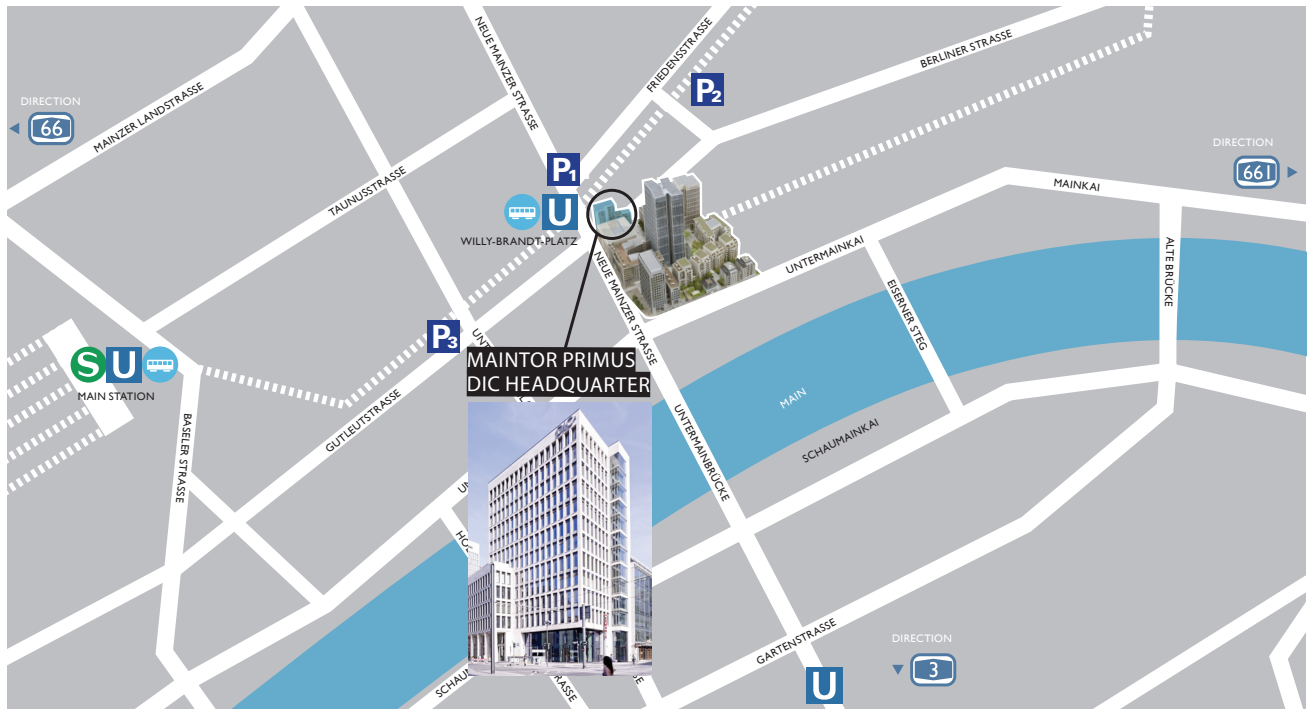 NEUE MAINZER STRASSE
FRIEDENSSTRASSE
BERLINER STRASSE
P2
DIRECTION
66
MAINZER LANDSTRASSE
DIRECTION
661
P1
TAUNUSSTRASSE
MAINKAI
U
WILLY-BRANDT-PLATZ
UNTERMAINKAI
ALTE BRÜCKE
NEUE MAINZER STRASSE
EISERNER STEG
P3
S U
MAIN STATION
MAINTOR PRIMUS
DIC HEADQUARTER
MAIN
BASELER STRASSE
GUTLEUTSTRASSE
SCHAUMAINKAI
UNTERMAINBRÜCKE
GARTENSTRASSE
DIRECTION
3
U